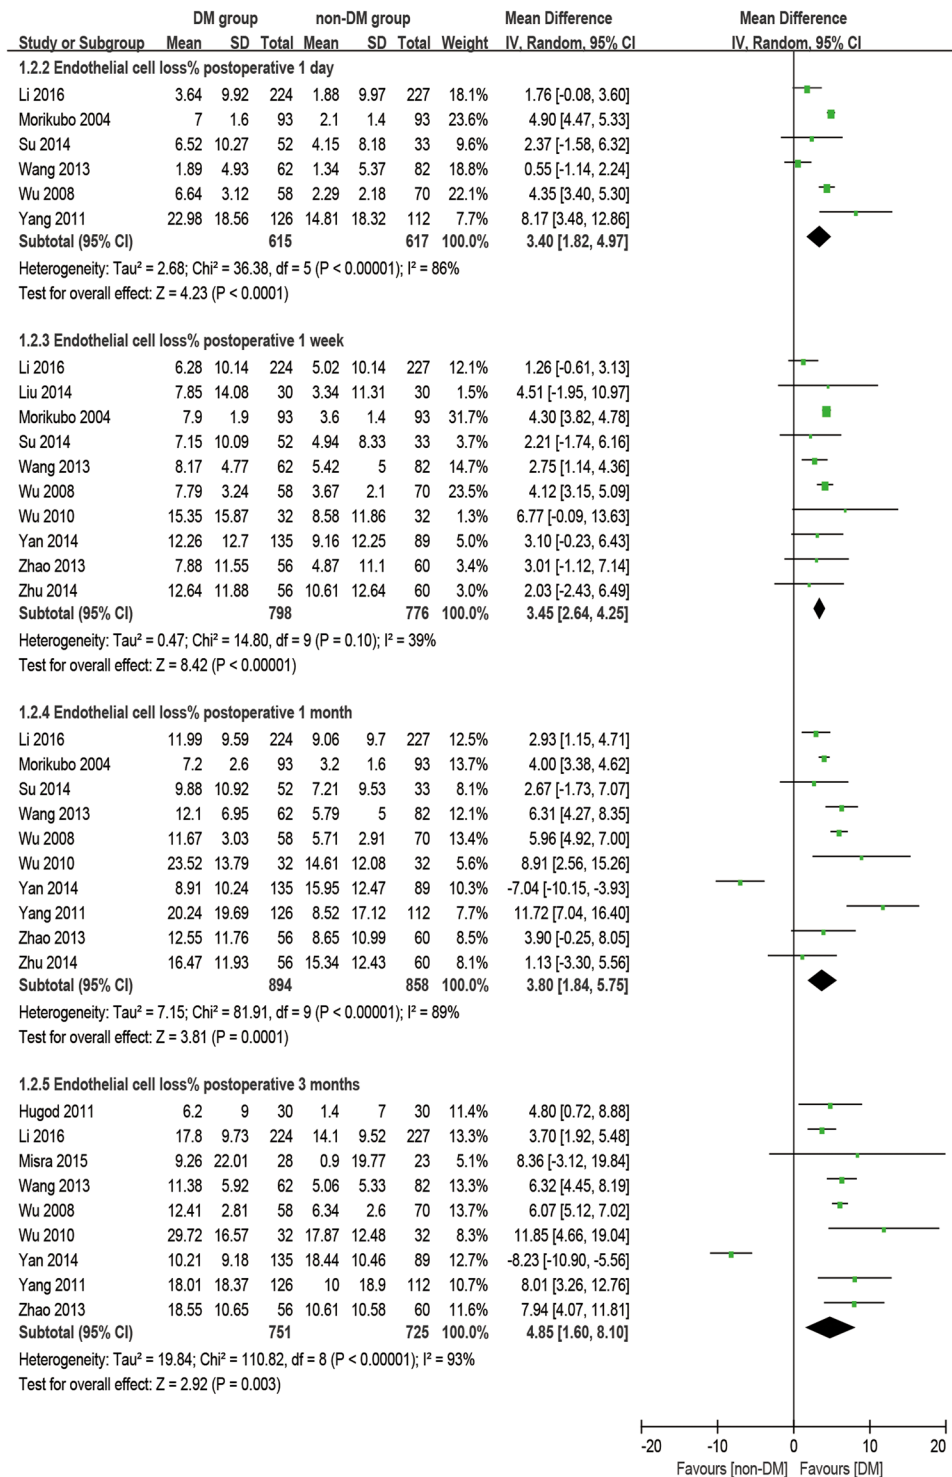 DM group non-DM group Mean Difference Mean Difference
Study or Subgroup Mean SD Total Mean SD Total Weight IV, Random, 95% CI IV, Random, 95% CI
1.2.2 Endothelial cell loss% postoperative 1 day
Li 2016 3.64 9.92 224 1.88 9.97 227 18.1% 1.76 [-0.08, 3.60]
Morikubo 2004 7 1.6 93 2.1 1.4 93 23.6% 4.90 [4.47, 5.33]
Su 2014 6.52 10.27 52 4.15 8.18 33 9.6% 2.37 [-1.58, 6.32]
Wang 2013 1.89 4.93 62 1.34 5.37 82 18.8% 0.55 [-1.14, 2.24]
Wu 2008 6.64 3.12 58 2.29 2.18 70 22.1% 4.35 [3.40, 5.30]
Yang 2011 22.98 18.56 126 14.81 18.32 112 7.7% 8.17 [3.48, 12.86]
Subtotal (95% CI) 615 617 100.0% 3.40 [1.82, 4.97]
Heterogeneity: Tau² = 2.68; Chi² = 36.38, df = 5 (P < 0.00001); I² = 86%
Test for overall effect: Z = 4.23 (P < 0.0001)
1.2.3 Endothelial cell loss% postoperative 1 week
Li 2016 6.28 10.14 224 5.02 10.14 227 12.1% 1.26 [-0.61, 3.13]
Liu 2014 7.85 14.08 30 3.34 11.31 30 1.5% 4.51 [-1.95, 10.97]
Morikubo 2004 7.9 1.9 93 3.6 1.4 93 31.7% 4.30 [3.82, 4.78]
Su 2014 7.15 10.09 52 4.94 8.33 33 3.7% 2.21 [-1.74, 6.16]
Wang 2013 8.17 4.77 62 5.42 5 82 14.7% 2.75 [1.14, 4.36]
Wu 2008 7.79 3.24 58 3.67 2.1 70 23.5% 4.12 [3.15, 5.09]
Wu 2010 15.35 15.87 32 8.58 11.86 32 1.3% 6.77 [-0.09, 13.63]
Yan 2014 12.26 12.7 135 9.16 12.25 89 5.0% 3.10 [-0.23, 6.43]
Zhao 2013 7.88 11.55 56 4.87 11.1 60 3.4% 3.01 [-1.12, 7.14]
Zhu 2014 12.64 11.88 56 10.61 12.64 60 3.0% 2.03 [-2.43, 6.49]
Subtotal (95% CI) 798 776 100.0% 3.45 [2.64, 4.25]
Heterogeneity: Tau² = 0.47; Chi² = 14.80, df = 9 (P = 0.10); I² = 39%
Test for overall effect: Z = 8.42 (P < 0.00001)
1.2.4 Endothelial cell loss% postoperative 1 month
Li 2016 11.99 9.59 224 9.06 9.7 227 12.5% 2.93 [1.15, 4.71]
Morikubo 2004 7.2 2.6 93 3.2 1.6 93 13.7% 4.00 [3.38, 4.62]
Su 2014 9.88 10.92 52 7.21 9.53 33 8.1% 2.67 [-1.73, 7.07]
Wang 2013 12.1 6.95 62 5.79 5 82 12.1% 6.31 [4.27, 8.35]
Wu 2008 11.67 3.03 58 5.71 2.91 70 13.4% 5.96 [4.92, 7.00]
Wu 2010 23.52 13.79 32 14.61 12.08 32 5.6% 8.91 [2.56, 15.26]
Yan 2014 8.91 10.24 135 15.95 12.47 89 10.3% -7.04 [-10.15, -3.93]
Yang 2011 20.24 19.69 126 8.52 17.12 112 7.7% 11.72 [7.04, 16.40]
Zhao 2013 12.55 11.76 56 8.65 10.99 60 8.5% 3.90 [-0.25, 8.05]
Zhu 2014 16.47 11.93 56 15.34 12.43 60 8.1% 1.13 [-3.30, 5.56]
Subtotal (95% CI) 894 858 100.0% 3.80 [1.84, 5.75]
Heterogeneity: Tau² = 7.15; Chi² = 81.91, df = 9 (P < 0.00001); I² = 89%
Test for overall effect: Z = 3.81 (P = 0.0001)
1.2.5 Endothelial cell loss% postoperative 3 months
Hugod 2011 6.2 9 30 1.4 7 30 11.4% 4.80 [0.72, 8.88]
Li 2016 17.8 9.73 224 14.1 9.52 227 13.3% 3.70 [1.92, 5.48]
Misra 2015 9.26 22.01 28 0.9 19.77 23 5.1% 8.36 [-3.12, 19.84]
Wang 2013 11.38 5.92 62 5.06 5.33 82 13.3% 6.32 [4.45, 8.19]
Wu 2008 12.41 2.81 58 6.34 2.6 70 13.8% 6.07 [5.12, 7.02]
Wu 2010 29.72 16.57 32 17.87 12.48 32 8.3% 11.85 [4.66, 19.04]
Yan 2014 10.21 9.18 135 18.44 10.46 89 12.7% -8.23 [-10.90, -5.56]
Yang 2011 18.01 18.37 126 10 18.9 112 10.7% 8.01 [3.26, 12.76]
Zhao 2013 18.55 10.65 56 10.61 10.58 60 11.6% 7.94 [4.07, 11.81]
Subtotal (95% CI) 751 725 100.0% 4.85 [1.60, 8.10]
Heterogeneity: Tau² = 19.84; Chi² = 110.82, df = 8 (P < 0.00001); I² = 93%
Test for overall effect: Z = 2.92 (P = 0.003)
-20 -10 0 10 20
Favours [non-DM] Favours [DM]